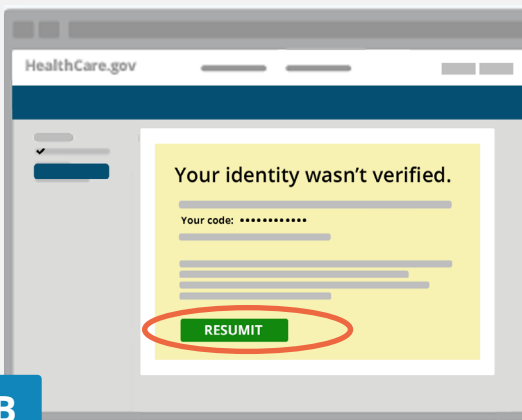 HealthCare.gov
Your identity wasn't verified.
Your code: ••••••••••••
RESUMIT
B